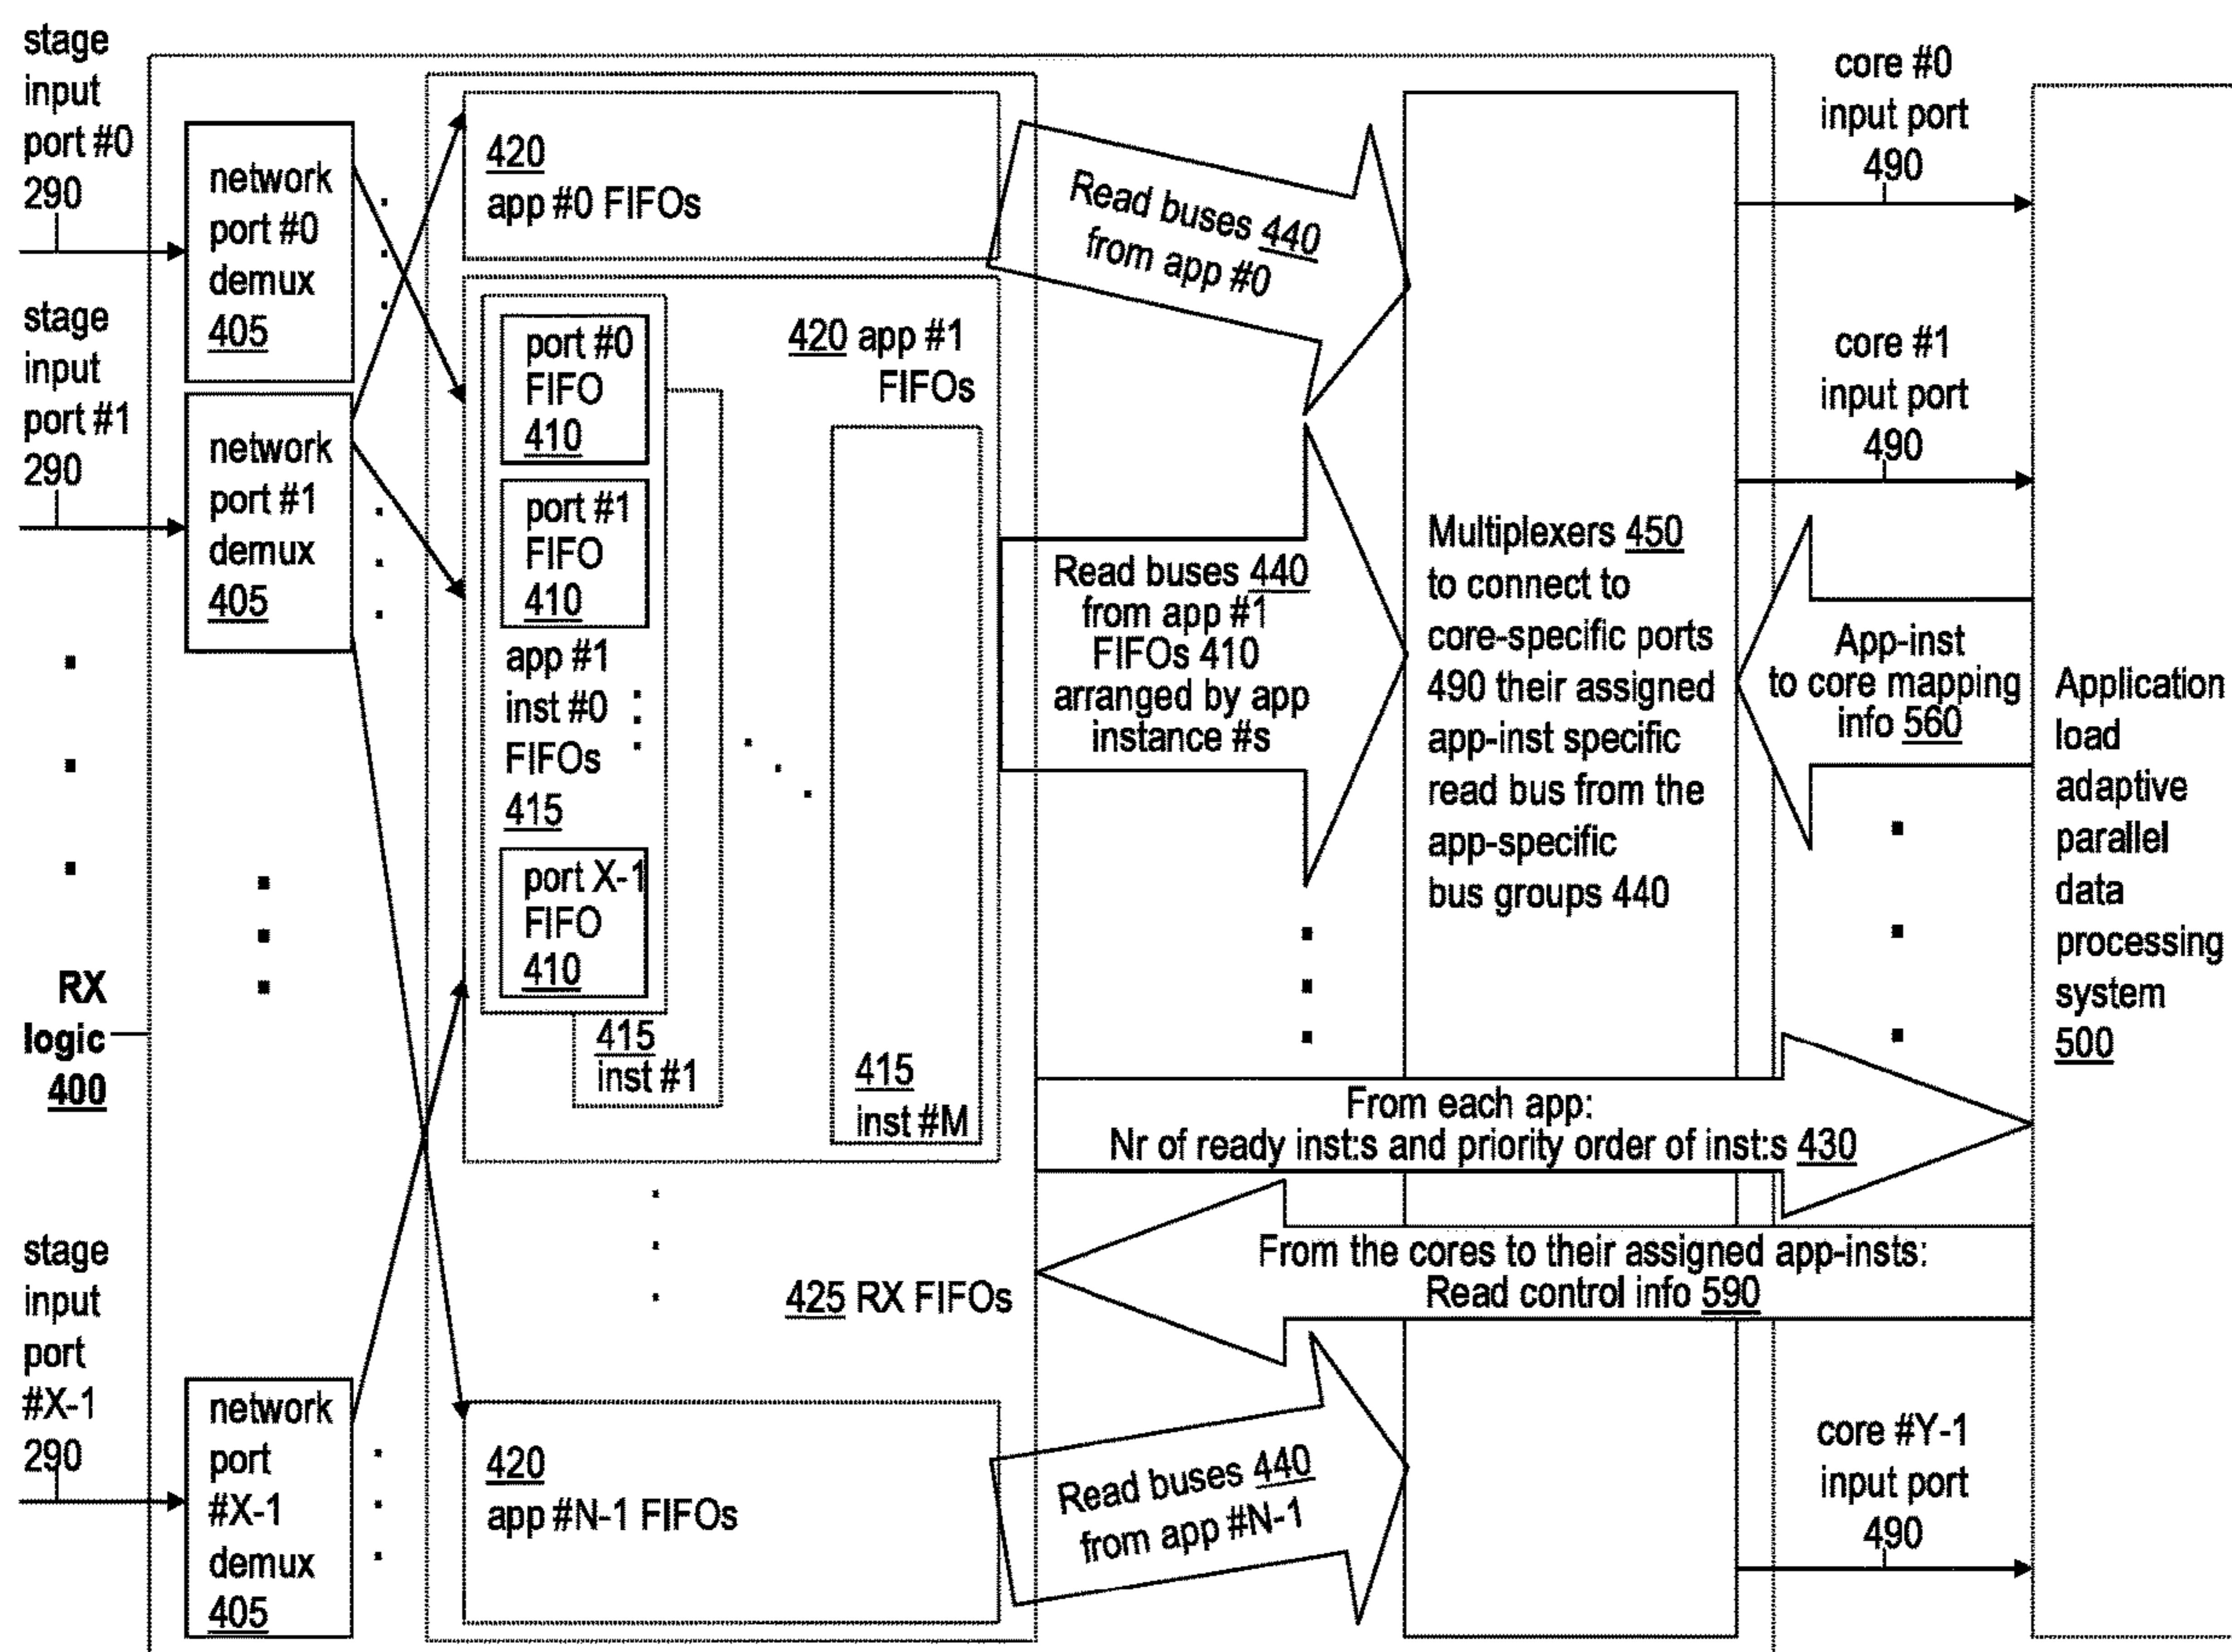 stage
input
port #0
290
stage
input
port #1
290
RX
logic
400
stage
input
port
#X-1
290
network
port #0
demux
405
network
port #1
demux
405
network
port
#X-1
demux
405
420
app #0 FIFOs
port #0
FIFO
410
port #1
FIFO
410
app #1
inst #0
FIFOs
415
port X-1
FIFO
410
415
inst #1
420 app #1
FIFOs
415
inst #M
425 RX FIFOs
420
app #N-1 FIFOs
Read buses 440
from app #0
Read buses 440
from app #1
FIFOs 410
arranged by app
instance #s
Read buses 440
from app #N-1
Multiplexers 450
to connect to
core-specific ports
490 their assigned
app-inst specific
read bus from the
app-specific
bus groups 440
From each app:
Nr of ready inst:s and priority order of inst:s 430
From the cores to their assigned app-insts:
Read control info 590
core #0
input port
490
core #1
input port
490
App-inst
to core mapping
info 560
core #Y-1
input port
490
Application
load
adaptive
parallel
data
processing
system
500